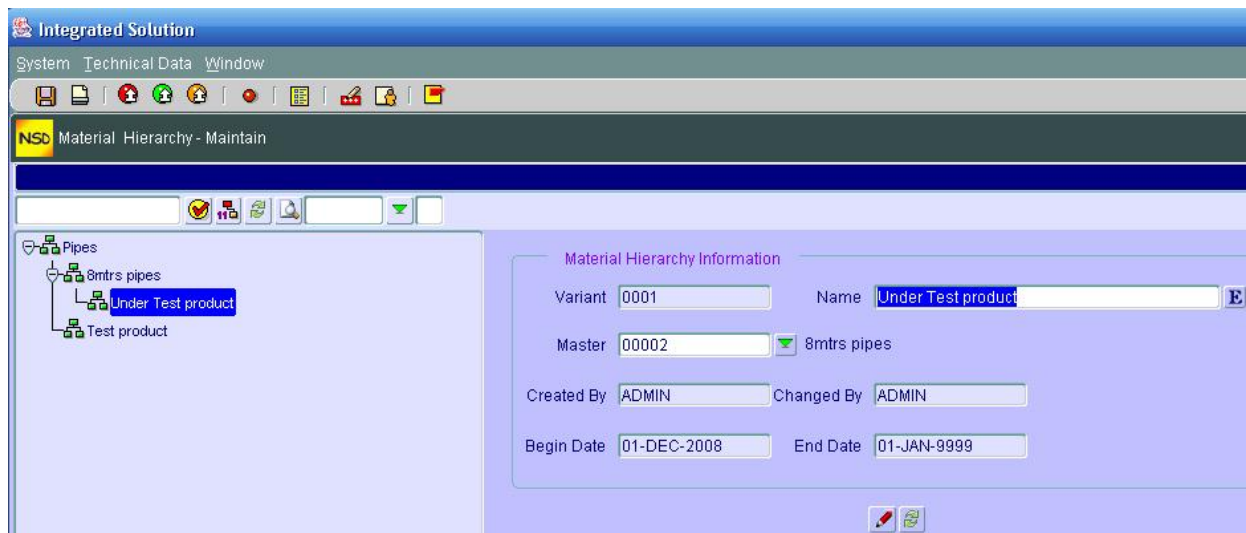 Integrated Solution
System Technical Data Window
NSD Material Hierarchy - Maintain
Pipes
8mtrs pipes
Under Test product
Test product
Material Hierarchy Information
Variant 0001 Name Under Test product E
Master 00002 8mtrs pipes
Created By ADMIN Changed By ADMIN
Begin Date 01-DEC-2008 End Date 01-JAN-9999